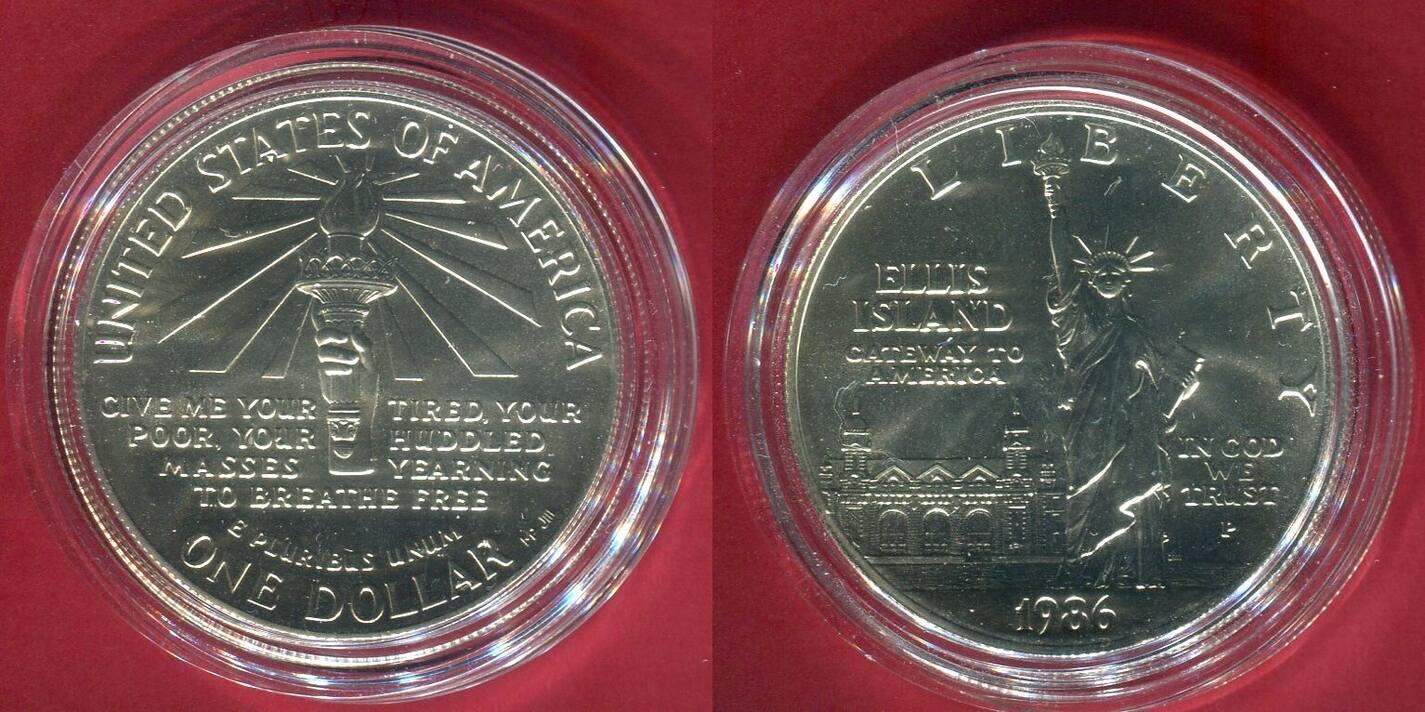 UNITED STATES OF AMERICA
GIVE ME YOUR TIRED, YOUR
POOR, YOUR HUDDLED
MASSES YEARNING
TO BREATHE FREE
E PLURIBUS UNUM
ONE DOLLAR
LIBERTY
ELLIS
ISLAND
GATEWAY TO
AMERICA
IN GOD
WE
TRUST
P
1986